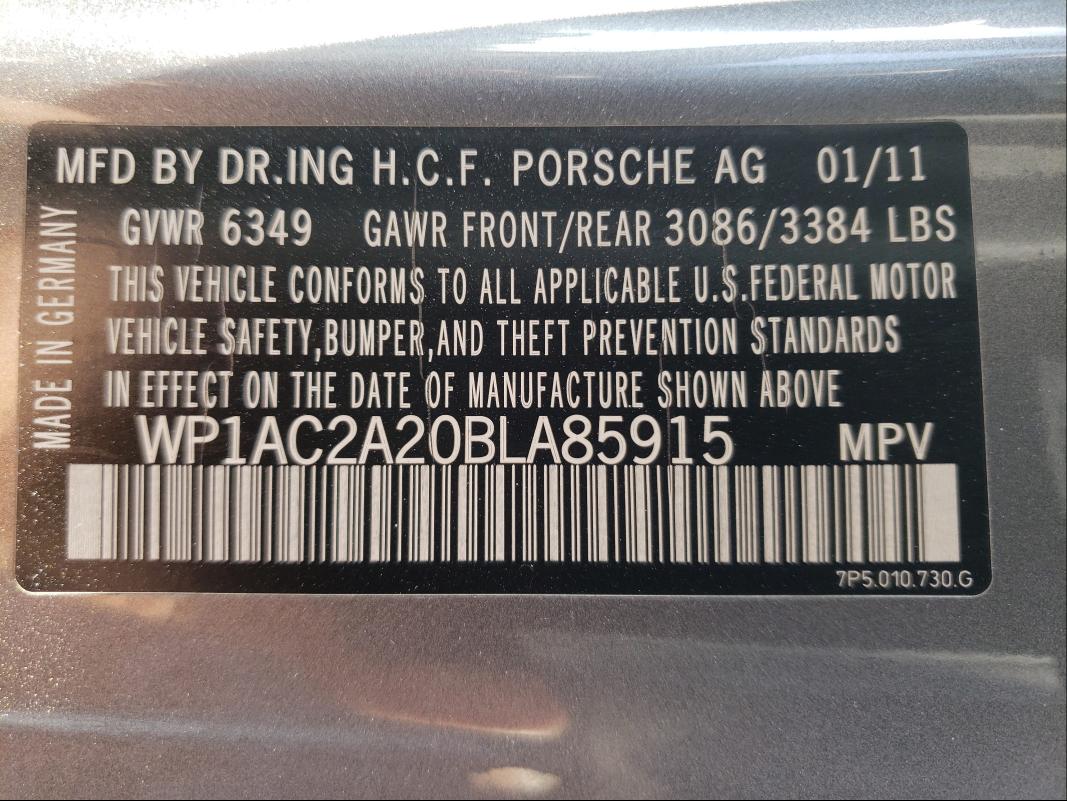 MFD BY DR.ING H.C.F. PORSCHE AG 01/11
GVWR 6349 GAWR FRONT/REAR 3086/3384 LBS
THIS VEHICLE CONFORMS TO ALL APPLICABLE U.S.FEDERAL MOTOR
VEHICLE SAFETY,BUMPER,AND THEFT PREVENTION STANDARDS
IN EFFECT ON THE DATE OF MANUFACTURE SHOWN ABOVE
WP1AC2A20BLA85915 MPV
7P5.010.730.G
MADE IN GERMANY